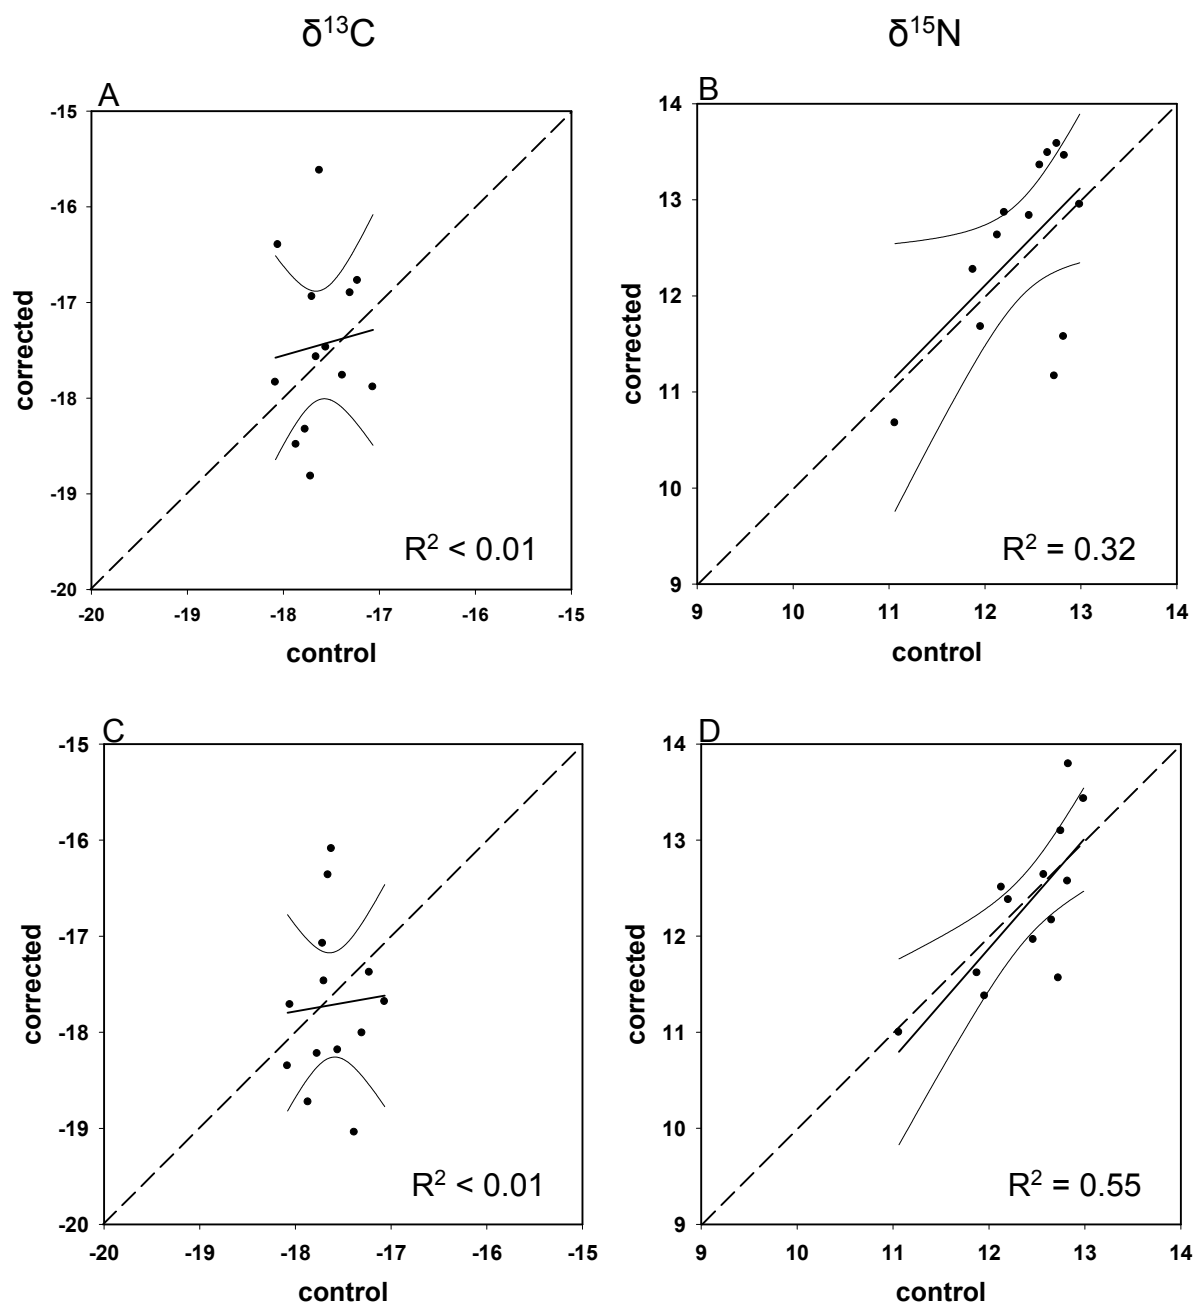 δ¹³C
δ¹⁵N
A
-15
-16
-17
-18
-19
-20
corrected
R² < 0.01
-20 -19 -18 -17 -16 -15
control
B
14
13
12
11
10
9
corrected
R² = 0.32
9 10 11 12 13 14
control
C
-15
-16
-17
-18
-19
-20
corrected
R² < 0.01
-20 -19 -18 -17 -16 -15
control
D
14
13
12
11
10
9
corrected
R² = 0.55
9 10 11 12 13 14
control